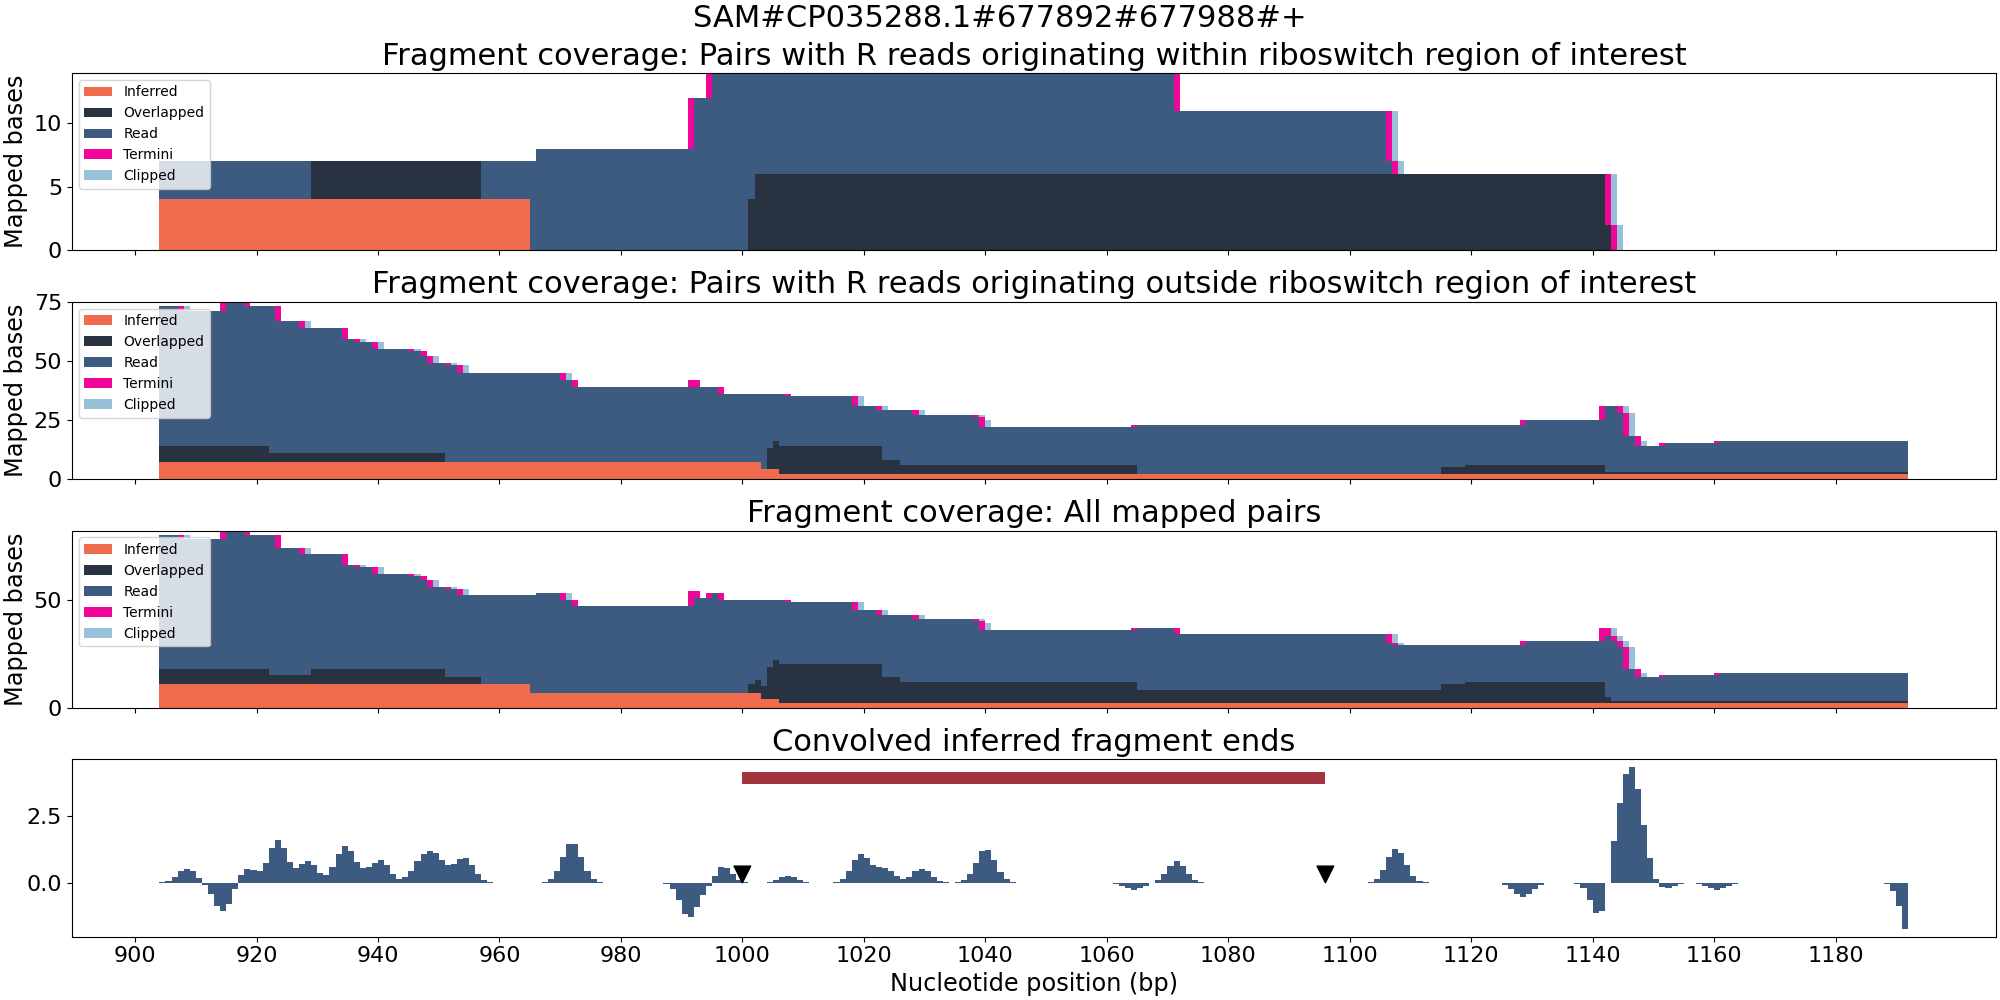 SAM#CP035288.1#677892#677988#+
Fragment coverage: Pairs with R reads originating within riboswitch region of interest
Mapped bases
10
5
0
Inferred
Overlapped
Read
Termini
Clipped
Fragment coverage: Pairs with R reads originating outside riboswitch region of interest
Mapped bases
75
50
25
0
Inferred
Overlapped
Read
Termini
Clipped
Fragment coverage: All mapped pairs
Mapped bases
50
0
Inferred
Overlapped
Read
Termini
Clipped
Convolved inferred fragment ends
2.5
0.0
900 920 940 960 980 1000 1020 1040 1060 1080 1100 1120 1140 1160 1180
Nucleotide position (bp)